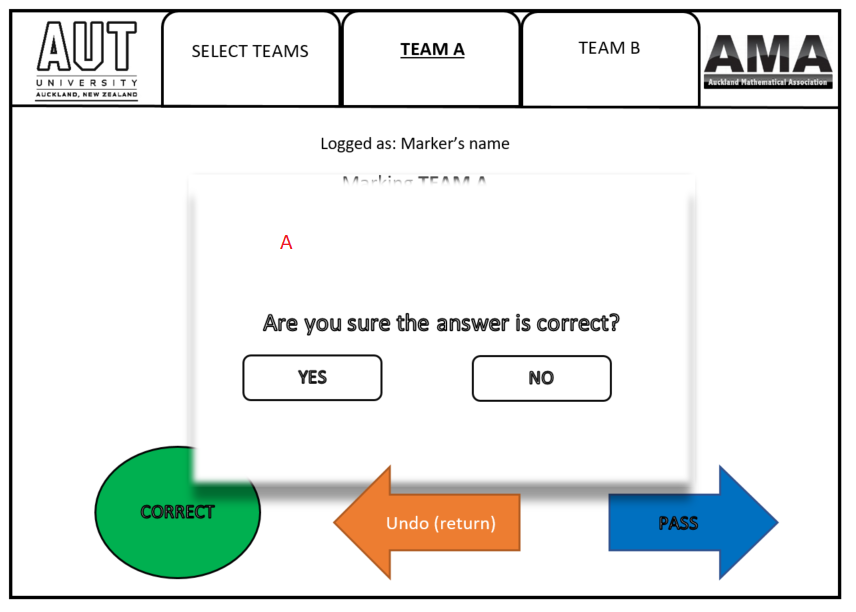 AUT
UNIVERSITY
AUCKLAND, NEW ZEALAND
SELECT TEAMS
TEAM A
TEAM B
AMA
Auckland Mathematical Association
Logged as: Marker's name
Marking TEAM A
A
Are you sure the answer is correct?
YES
NO
CORRECT
Undo (return)
PASS